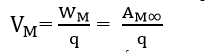 V_M = W_M / q = A_M∞ / q